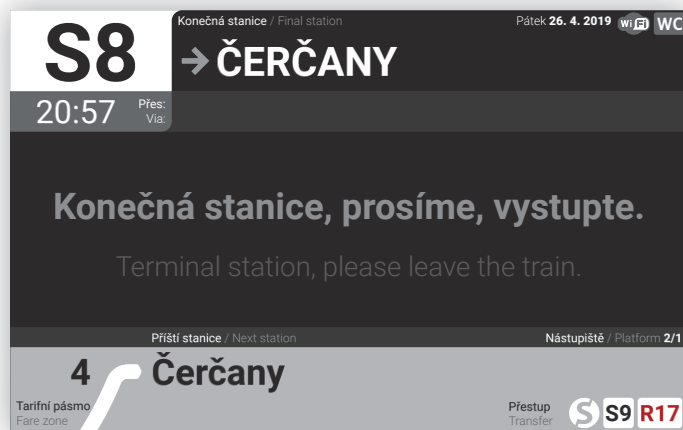 S8
Konečná stanice / Final station
Pátek 26. 4. 2019 WiFi WC
→ ČERČANY
20:57
Přes:
Via:
Konečná stanice, prosíme, vystupte.
Terminal station, please leave the train.
Příští stanice / Next station
Nástupiště / Platform 2/1
4 Čerčany
Tarifní pásmo
Fare zone
Přestup
Transfer
S S9 R17